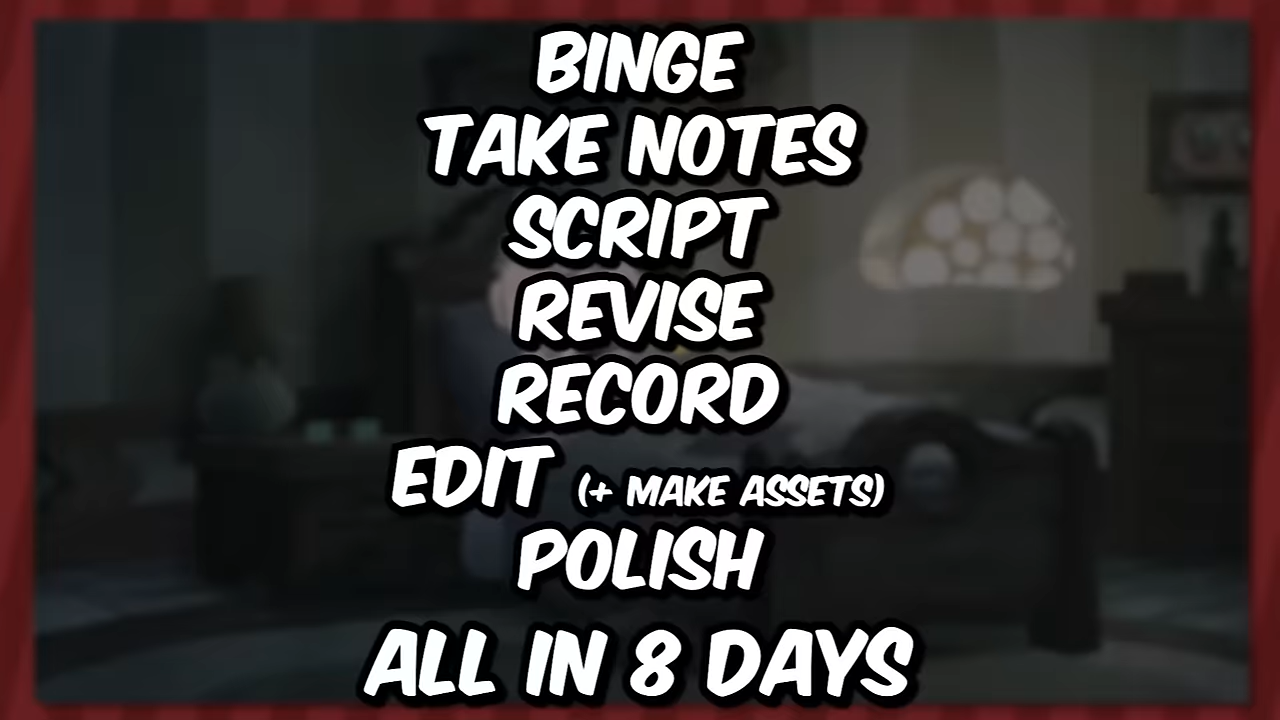 BINGE
TAKE NOTES
SCRIPT
REVISE
RECORD
EDIT (+ MAKE ASSETS)
POLISH
ALL IN 8 DAYS